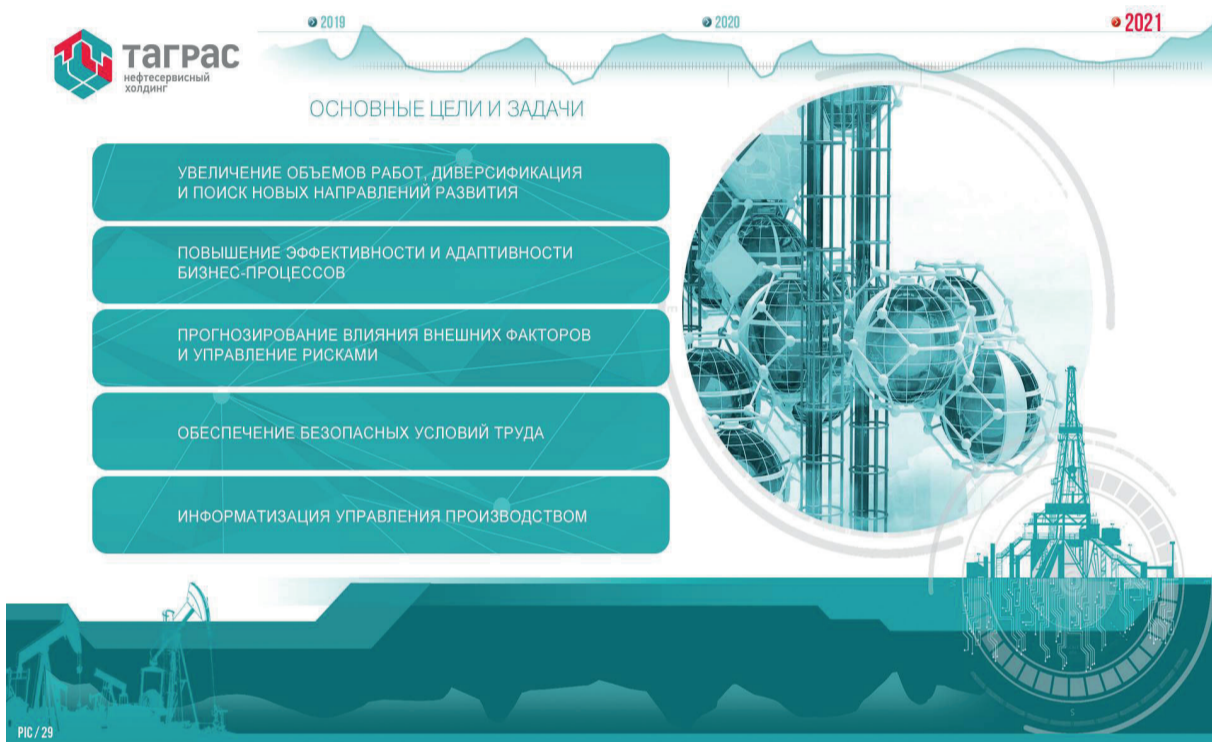 2019
2020
2021
ТАГРАС
нефтесервисный
холдинг
ОСНОВНЫЕ ЦЕЛИ И ЗАДАЧИ
УВЕЛИЧЕНИЕ ОБЪЕМОВ РАБОТ, ДИВЕРСИФИКАЦИЯ
И ПОИСК НОВЫХ НАПРАВЛЕНИЙ РАЗВИТИЯ
ПОВЫШЕНИЕ ЭФФЕКТИВНОСТИ И АДАПТИВНОСТИ
БИЗНЕС-ПРОЦЕССОВ
ПРОГНОЗИРОВАНИЕ ВЛИЯНИЯ ВНЕШНИХ ФАКТОРОВ
И УПРАВЛЕНИЕ РИСКАМИ
ОБЕСПЕЧЕНИЕ БЕЗОПАСНЫХ УСЛОВИЙ ТРУДА
ИНФОРМАТИЗАЦИЯ УПРАВЛЕНИЯ ПРОИЗВОДСТВОМ
PIC / 29